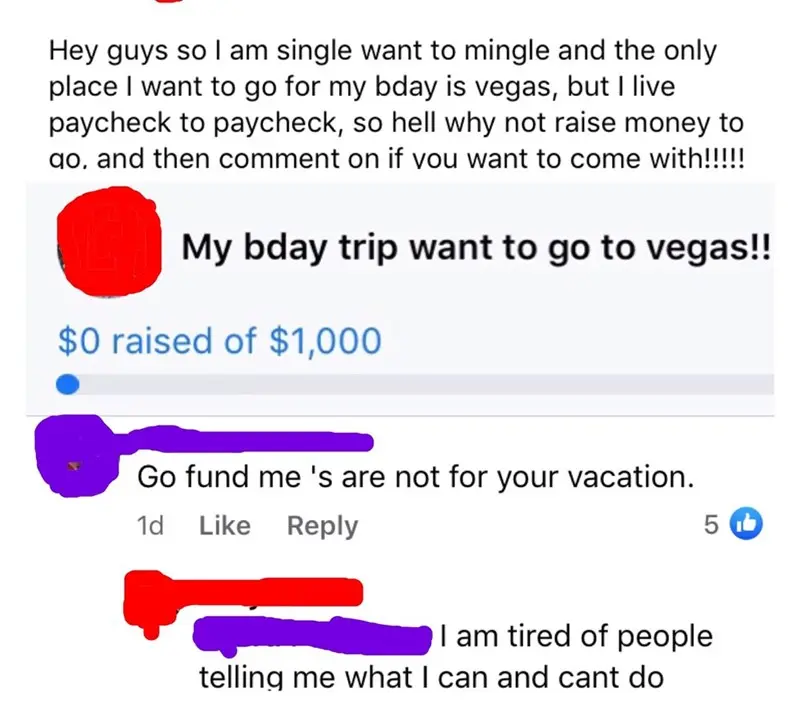 Hey guys so I am single want to mingle and the only
place I want to go for my bday is vegas, but I live
paycheck to paycheck, so hell why not raise money to
go, and then comment on if you want to come with!!!!!
My bday trip want to go to vegas!!
$0 raised of $1,000
Go fund me 's are not for your vacation.
1d Like Reply 5
I am tired of people
telling me what I can and cant do